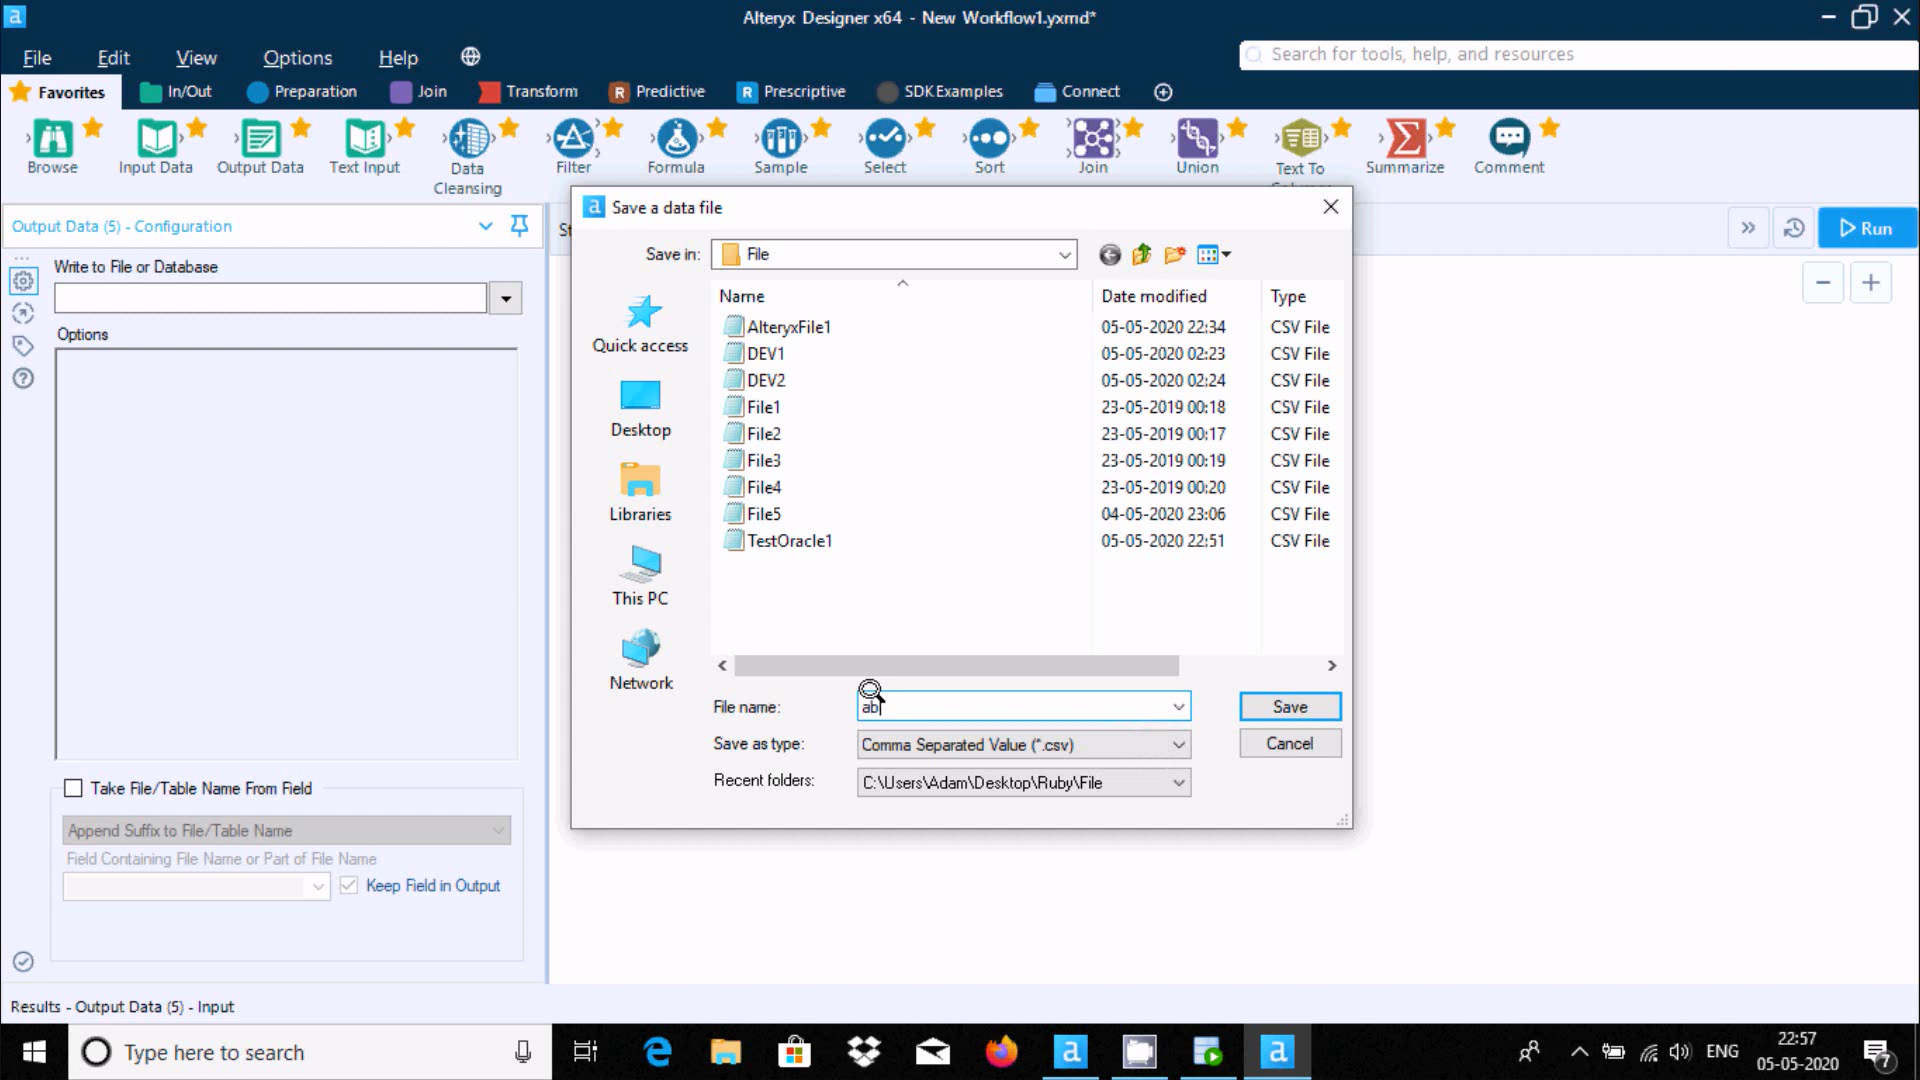 Alteryx Designer x64 - New Workflow1.yxmd*
File Edit View Options Help
Search for tools, help, and resources
Favorites In/Out Preparation Join Transform Predictive Prescriptive SDKExamples Connect
Browse Input Data Output Data Text Input Data Cleansing Filter Formula Sample Select Sort Join Union Text To Summarize Comment
Output Data (5) - Configuration
St
Run
Write to File or Database
Options
Take File/Table Name From Field
Append Suffix to File/Table Name
Field Containing File Name or Part of File Name
Keep Field in Output
Save a data file
Save in: File
Quick access
Desktop
Libraries
This PC
Network
Name Date modified Type
AlteryxFile1 05-05-2020 22:34 CSV File
DEV1 05-05-2020 02:23 CSV File
DEV2 05-05-2020 02:24 CSV File
File1 23-05-2019 00:18 CSV File
File2 23-05-2019 00:17 CSV File
File3 23-05-2019 00:19 CSV File
File4 23-05-2019 00:20 CSV File
File5 04-05-2020 23:06 CSV File
TestOracle1 05-05-2020 22:51 CSV File
File name: ab Save
Save as type: Comma Separated Value (*.csv) Cancel
Recent folders: C:\Users\Adam\Desktop\Ruby\File
Results - Output Data (5) - Input
Type here to search
ENG
22:57
05-05-2020
7